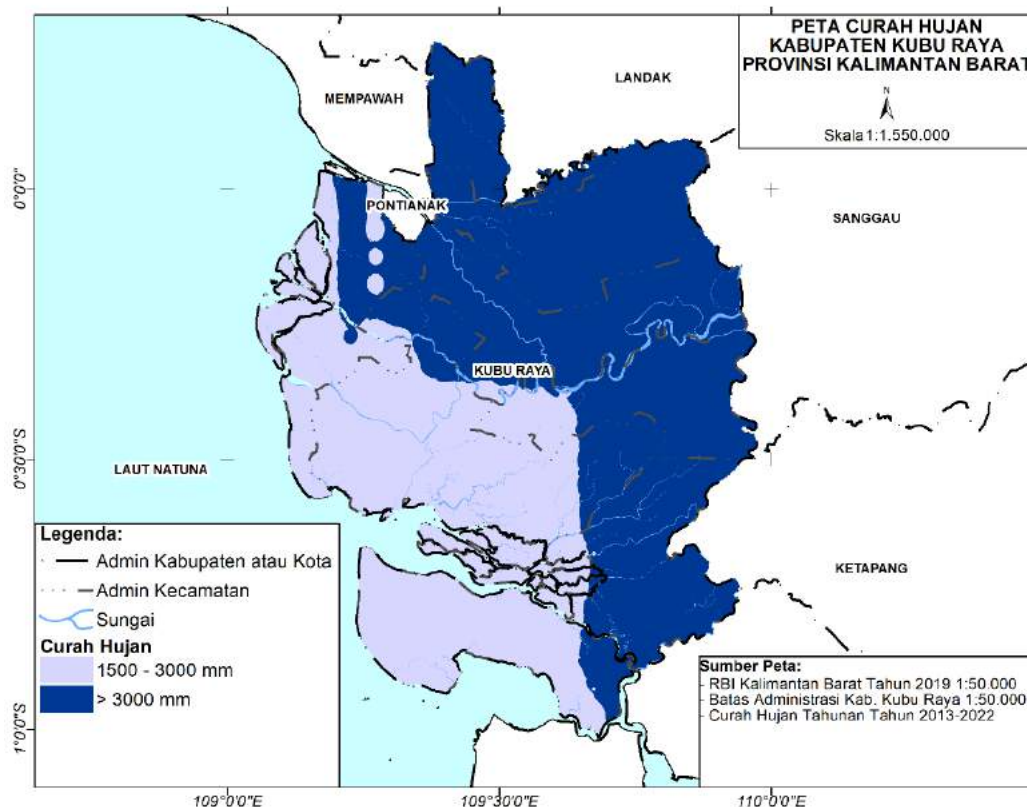 PETA CURAH HUJAN
KABUPATEN KUBU RAYA
PROVINSI KALIMANTAN BARAT
N
Skala 1:1.550.000
LANDAK
MEMPAWAH
PONTIANAK
SANGGAU
KUBU RAYA
LAUT NATUNA
KETAPANG
0°0'0"
0°30'0"S
1°0'0"S
109°0'0"E
109°30'0"E
110°0'0"E
Legenda:
Admin Kabupaten atau Kota
Admin Kecamatan
Sungai
Curah Hujan
1500 - 3000 mm
> 3000 mm
Sumber Peta:
- RBI Kalimantan Barat Tahun 2019 1:50.000
- Batas Administrasi Kab. Kubu Raya 1:50.000
- Curah Hujan Tahunan Tahun 2013-2022